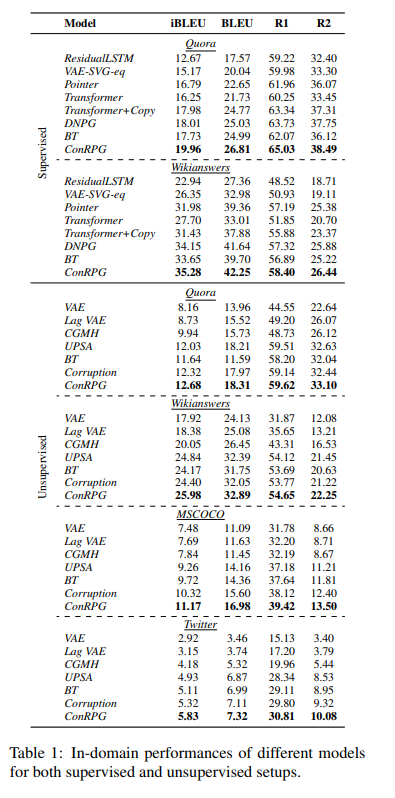 Model iBLEU BLEU R1 R2
Supervised
Quora
ResidualLSTM 12.67 17.57 59.22 32.40
VAE-SVG-eq 15.17 20.04 59.98 33.30
Pointer 16.79 22.65 61.96 36.07
Transformer 16.25 21.73 60.25 33.45
Transformer+Copy 17.98 24.77 63.34 37.31
DNPG 18.01 25.03 63.73 37.75
BT 17.73 24.99 62.07 36.12
ConRPG 19.96 26.81 65.03 38.49
Wikianswers
ResidualLSTM 22.94 27.36 48.52 18.71
VAE-SVG-eq 26.35 32.98 50.93 19.11
Pointer 31.98 39.36 57.19 25.38
Transformer 27.70 33.01 51.85 20.70
Transformer+Copy 31.43 37.88 55.88 23.37
DNPG 34.15 41.64 57.32 25.88
BT 33.65 39.70 56.89 25.22
ConRPG 35.28 42.25 58.40 26.44
Unsupervised
Quora
VAE 8.16 13.96 44.55 22.64
Lag VAE 8.73 15.52 49.20 26.07
CGMH 9.94 15.73 48.73 26.12
UPSA 12.03 18.21 59.51 32.63
BT 11.64 11.59 58.20 32.04
Corruption 12.32 17.97 59.14 32.44
ConRPG 12.68 18.31 59.62 33.10
Wikianswers
VAE 17.92 24.13 31.87 12.08
Lag VAE 18.38 25.08 35.65 13.21
CGMH 20.05 26.45 43.31 16.53
UPSA 24.84 32.39 54.12 21.45
BT 24.17 31.75 53.69 20.63
Corruption 24.40 32.05 53.77 21.22
ConRPG 25.98 32.89 54.65 22.25
MSCOCO
VAE 7.48 11.09 31.78 8.66
Lag VAE 7.69 11.63 32.20 8.71
CGMH 7.84 11.45 32.19 8.67
UPSA 9.26 14.16 37.18 11.21
BT 9.72 14.36 37.64 11.81
Corruption 10.32 15.60 38.12 12.40
ConRPG 11.17 16.98 39.42 13.50
Twitter
VAE 2.92 3.46 15.13 3.40
Lag VAE 3.15 3.74 17.20 3.79
CGMH 4.18 5.32 19.96 5.44
UPSA 4.93 6.87 28.34 8.53
BT 5.11 6.99 29.11 8.95
Corruption 5.32 7.11 29.80 9.32
ConRPG 5.83 7.32 30.81 10.08
Table 1: In-domain performances of different models
for both supervised and unsupervised setups.